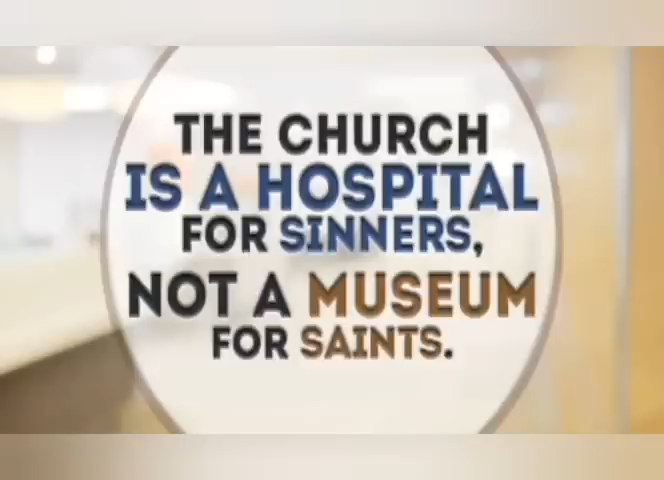 THE CHURCH
IS A HOSPITAL
FOR SINNERS,
NOT A MUSEUM
FOR SAINTS.